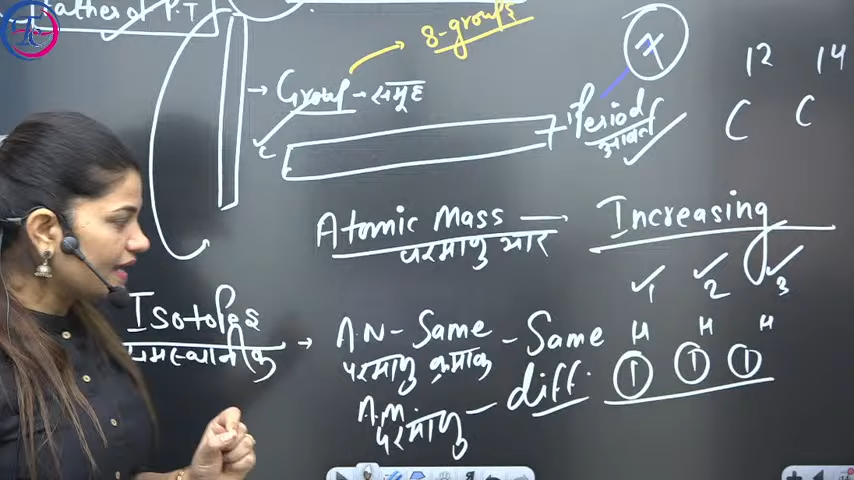 Father of P.T
8-groups
→ Group → समूह
7
Period
आवर्त
12 14
C C
Atomic Mass → Increasing
परमाणु भार
1 2 3
H H H
1 1 1
Isotopes → A.N - Same - Same
समस्थानिक
परमाणु क्रमांक
A.M. - diff.
परमाणु